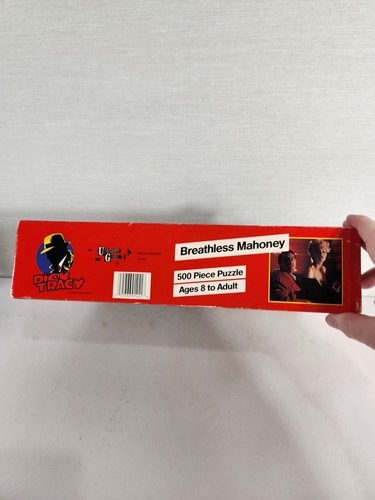 DICK
TRACY
Breathless Mahoney
500 Piece Puzzle
Ages 8 to Adult